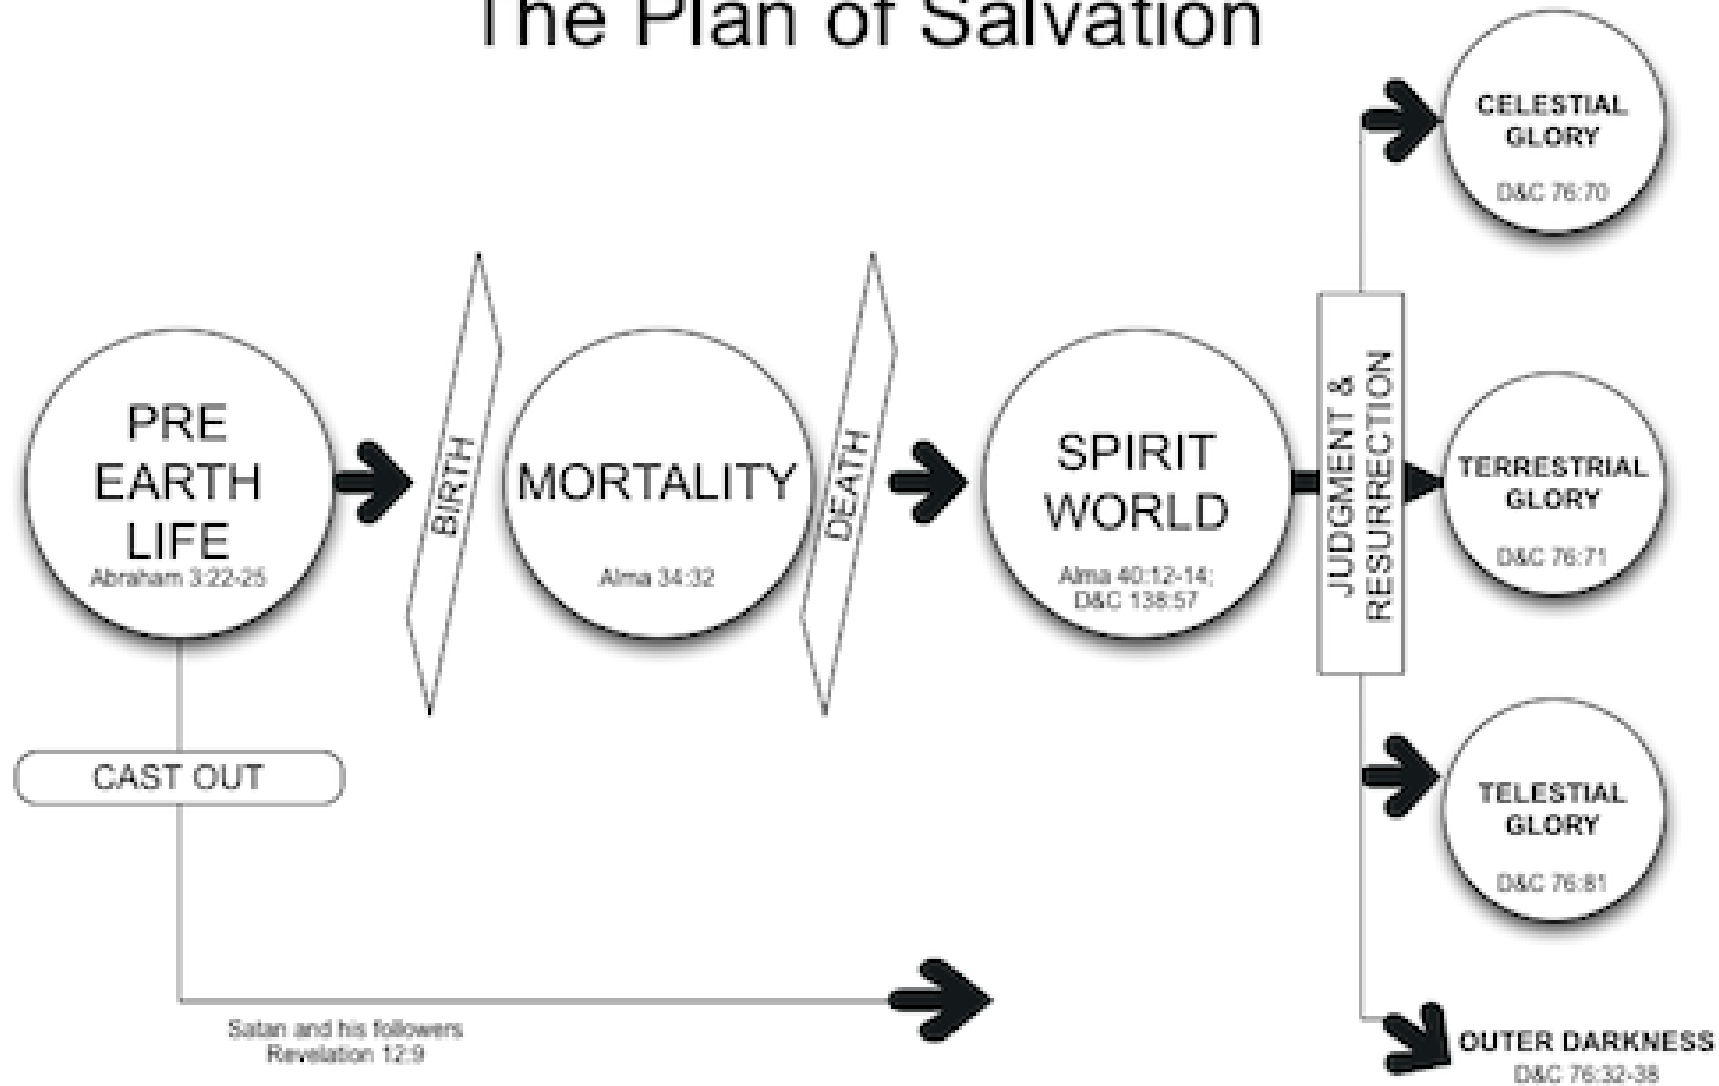 The Plan of Salvation
CELESTIAL
GLORY
D&C 76:70
PRE
EARTH
LIFE
Abraham 3:22-25
BIRTH
MORTALITY
Alma 34:32
DEATH
SPIRIT
WORLD
Alma 40:12-14;
D&C 138:57
JUDGMENT &
RESURRECTION
TERRESTRIAL
GLORY
D&C 76:71
CAST OUT
TELESTIAL
GLORY
D&C 76:81
Satan and his followers
Revelation 12:9
OUTER DARKNESS
D&C 76:32-38